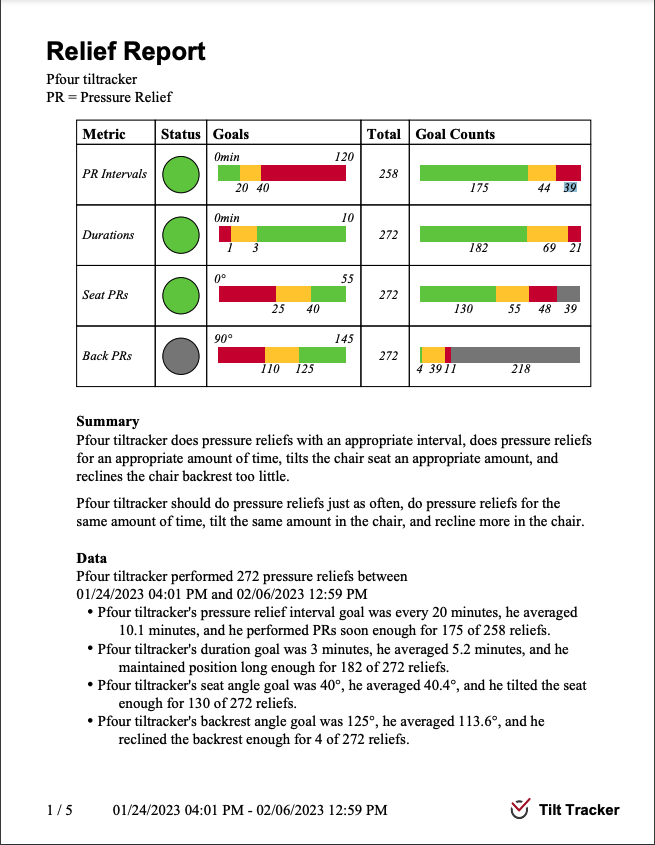 Relief Report
Pfour tiltracker
PR = Pressure Relief
Metric Status Goals Total Goal Counts
0min 120
PR Intervals 258
20 40 175 44 39
0min 10
Durations 272
1 3 182 69 21
0° 55
Seat PRs 272
25 40 130 55 48 39
90° 145
Back PRs 272
110 125 4 39 11 218
Summary
Pfour tiltracker does pressure reliefs with an appropriate interval, does pressure reliefs
for an appropriate amount of time, tilts the chair seat an appropriate amount, and
reclines the chair backrest too little.
Pfour tiltracker should do pressure reliefs just as often, do pressure reliefs for the
same amount of time, tilt the same amount in the chair, and recline more in the chair.
Data
Pfour tiltracker performed 272 pressure reliefs between
01/24/2023 04:01 PM and 02/06/2023 12:59 PM
• Pfour tiltracker's pressure relief interval goal was every 20 minutes, he averaged
10.1 minutes, and he performed PRs soon enough for 175 of 258 reliefs.
• Pfour tiltracker's duration goal was 3 minutes, he averaged 5.2 minutes, and he
maintained position long enough for 182 of 272 reliefs.
• Pfour tiltracker's seat angle goal was 40°, he averaged 40.4°, and he tilted the seat
enough for 130 of 272 reliefs.
• Pfour tiltracker's backrest angle goal was 125°, he averaged 113.6°, and he
reclined the backrest enough for 4 of 272 reliefs.
1 / 5 01/24/2023 04:01 PM - 02/06/2023 12:59 PM Tilt Tracker